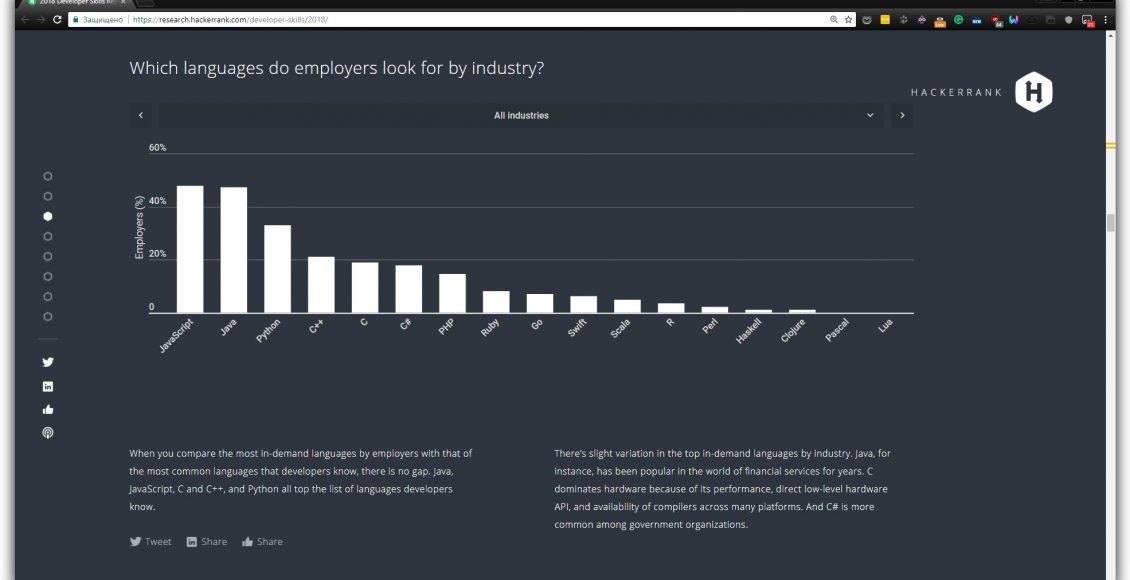 2018 Developer Skills
Защищено https://research.hackerrank.com/developer-skills/2018/
Which languages do employers look for by industry?
HACKERRANK H
All industries
60%
40%
20%
0
Employers (%)
JavaScript Java Python C++ C C# PHP Ruby Go Swift Scala R Perl Haskell Clojure Pascal Lua
When you compare the most in-demand languages by employers with that of
the most common languages that developers know, there is no gap. Java,
JavaScript, C and C++, and Python all top the list of languages developers
know.
There's slight variation in the top in-demand languages by industry. Java, for
instance, has been popular in the world of financial services for years. C
dominates hardware because of its performance, direct low-level hardware
API, and availability of compilers across many platforms. And C# is more
common among government organizations.
Tweet in Share Share